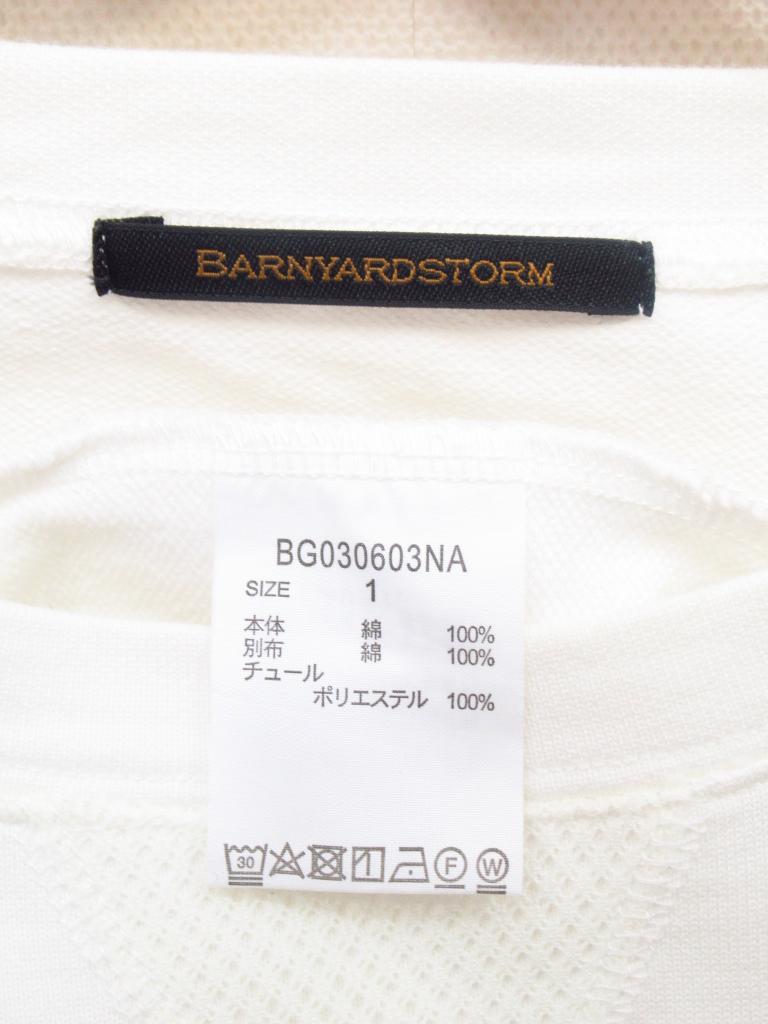 BARNYARDSTORM
BG030603NA
SIZE 1
本体 綿 100%
別布 綿 100%
チュール
ポリエステル 100%
30 F W